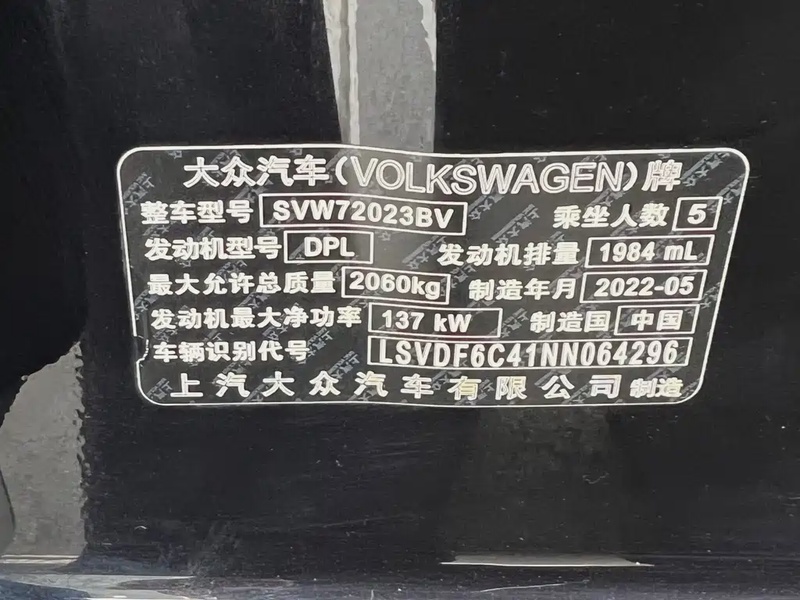 大众汽车(VOLKSWAGEN)牌
整车型号 SVW72023BV 乘坐人数 5
发动机型号 DPL 发动机排量 1984 mL
最大允许总质量 2060kg 制造年月 2022-05
发动机最大净功率 137 kW 制造国 中国
车辆识别代号 LSVDF6C41NN064296
上汽大众汽车有限公司 制造